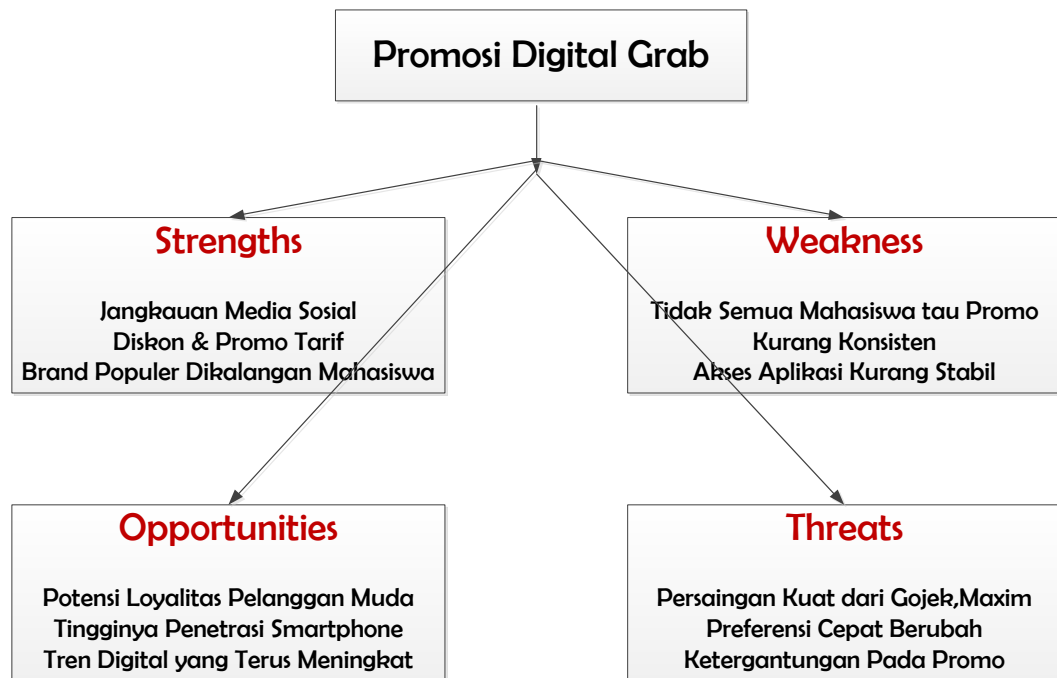 Promosi Digital Grab
Strengths
Jangkauan Media Sosial
Diskon & Promo Tarif
Brand Populer Dikalangan Mahasiswa
Weakness
Tidak Semua Mahasiswa tau Promo
Kurang Konsisten
Akses Aplikasi Kurang Stabil
Opportunities
Potensi Loyalitas Pelanggan Muda
Tingginya Penetrasi Smartphone
Tren Digital yang Terus Meningkat
Threats
Persaingan Kuat dari Gojek,Maxim
Preferensi Cepat Berubah
Ketergantungan Pada Promo